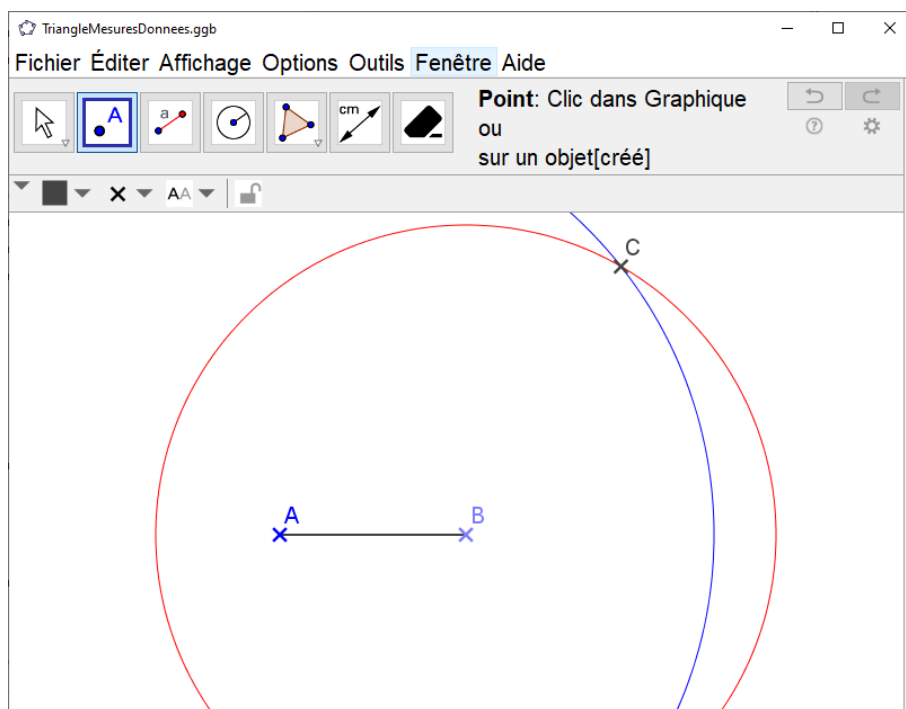 TriangleMesuresDonnees.ggb
Fichier Éditer Affichage Options Outils Fenêtre Aide
A
a
cm
Point: Clic dans Graphique
ou
sur un objet[créé]
AA
C
A
B